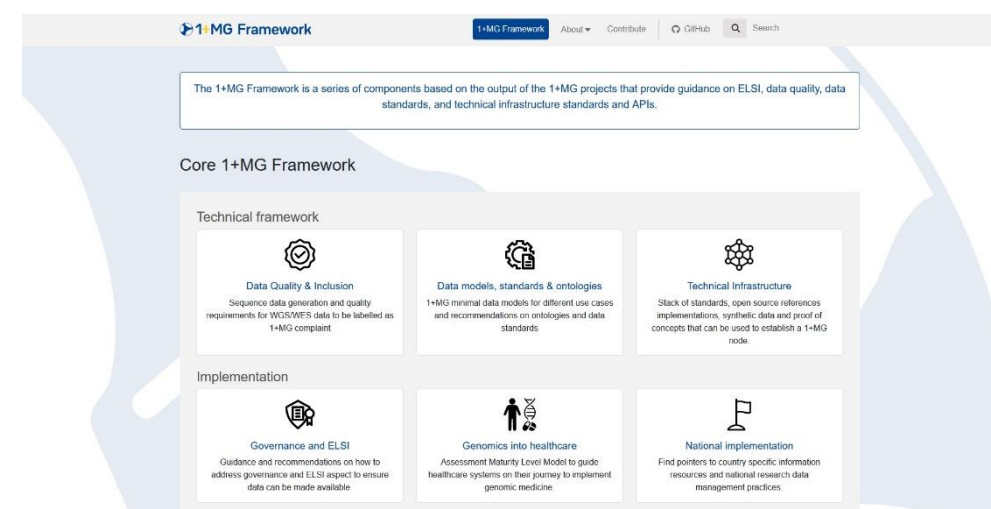 1+MG Framework
1+MG Framework About Contribute GitHub Search
The 1+MG Framework is a series of components based on the output of the 1+MG projects that provide guidance on ELSI, data quality, data
standards, and technical infrastructure standards and APIs.
Core 1+MG Framework
Technical framework
Data Quality & Inclusion
Sequence data generation and quality
requirements for WGS/WES data to be labelled as
1+MG complaint
Data models, standards & ontologies
1+MG minimal data models for different use cases
and recommendations on ontologies and data
standards
Technical Infrastructure
Stack of standards, open source references
implementations, synthetic data and proof of
concepts that can be used to establish a 1+MG
node.
Implementation
Governance and ELSI
Guidance and recommendations on how to
address governance and ELSI aspect to ensure
data can be made available
Genomics into healthcare
Assessment Maturity Level Model to guide
healthcare systems on their journey to implement
genomic medicine.
National implementation
Find pointers to country specific information
resources and national research data
management practices.